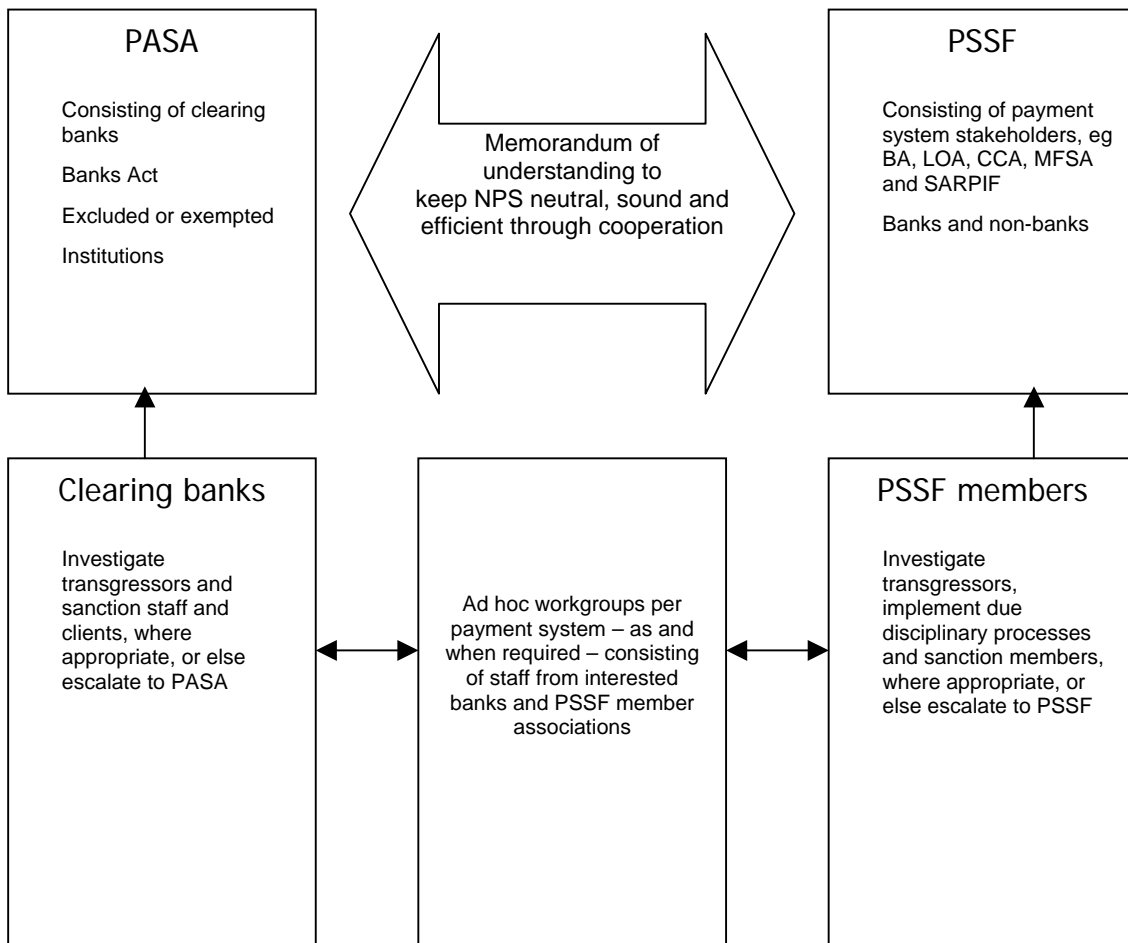 PASA
Consisting of clearing
banks
Banks Act
Excluded or exempted
Institutions
Memorandum of
understanding to
keep NPS neutral, sound and
efficient through cooperation
PSSF
Consisting of payment
system stakeholders, eg
BA, LOA, CCA, MFSA
and SARPIF
Banks and non-banks
Clearing banks
Investigate
transgressors and
sanction staff and
clients, where
appropriate, or else
escalate to PASA
Ad hoc workgroups per
payment system – as and
when required – consisting
of staff from interested
banks and PSSF member
associations
PSSF members
Investigate
transgressors,
implement due
disciplinary processes
and sanction members,
where appropriate, or
else escalate to PSSF